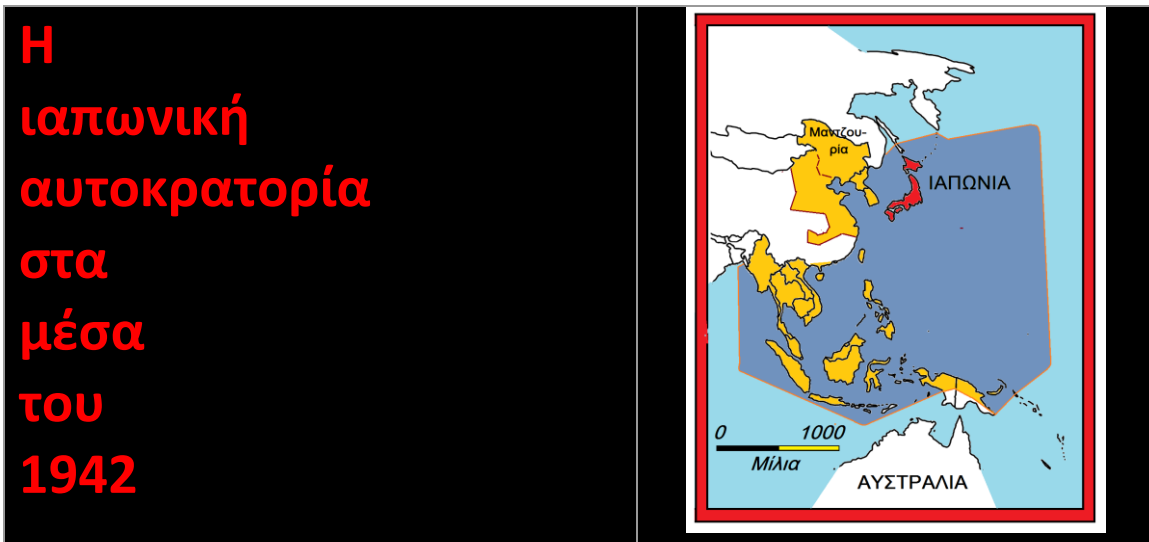 Η
ιαπωνική
αυτοκρατορία
στα
μέσα
του
1942
Μαντζου-
ρία
ΙΑΠΩΝΙΑ
0 1000
Μίλια
ΑΥΣΤΡΑΛΙΑ